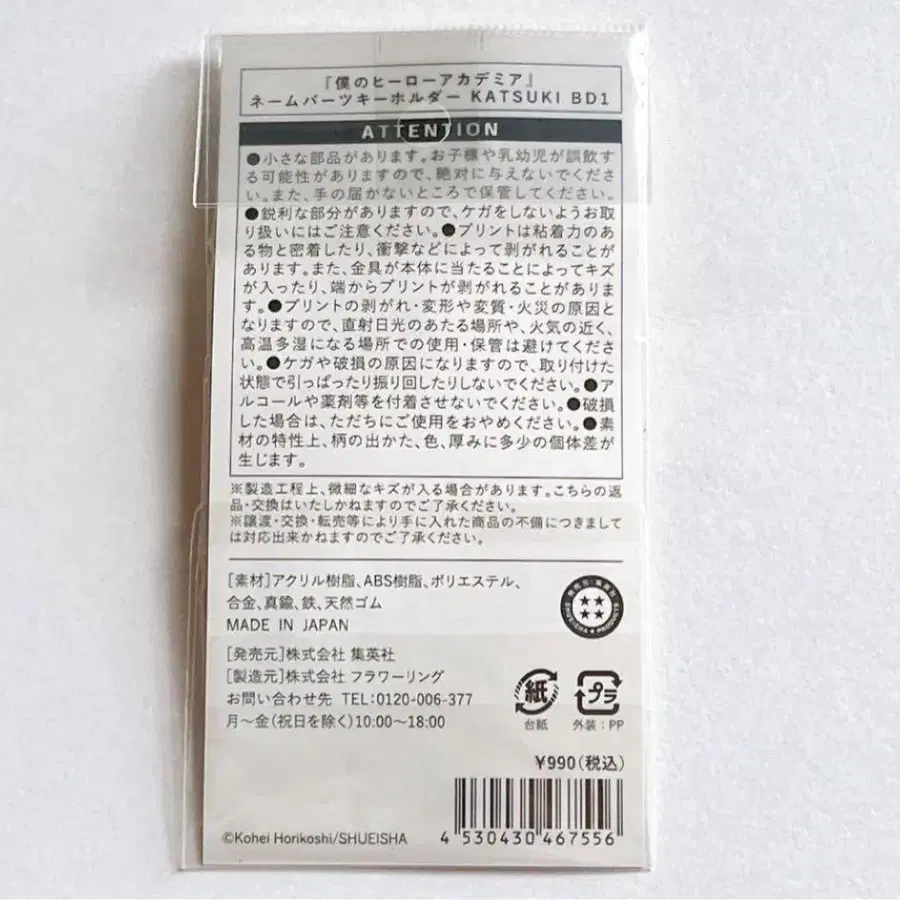 『僕のヒーローアカデミア』
ネームパーツキーホルダー KATSUKI BD1
ATTENTION
●小さな部品があります。お子様や乳幼児が誤飲す
る可能性がありますので、絶対に与えないでくださ
い。また、手の届かないところで保管してください。
●鋭利な部分がありますので、ケガをしないようお取
り扱いにはご注意ください。●プリントは粘着力のあ
る物と密着したり、衝撃などによって剥がれることが
あります。また、金具が本体に当たることによってキズ
が入ったり、端からプリントが剥がれることがありま
す。●プリントの剥がれ・変形や変質・火災の原因と
なりますので、直射日光のあたる場所や、火気の近く、
高温多湿になる場所での使用・保管は避けてくださ
い。●ケガや破損の原因になりますので、取り付けた
状態で引っぱったり振り回したりしないでください。●ア
ルコールや薬剤等を付着させないでください。●破損
した場合は、ただちにご使用をおやめください。●素
材の特性上、柄の出かた、色、厚みに多少の個体差が
生じます。
※製造工程上、微細なキズが入る場合があります。こちらの返
品・交換はいたしかねますのでご了承ください。
※譲渡・交換・転売等により手に入れた商品の不備につきまして
は対応出来かねますのでご了承ください。
[素材]アクリル樹脂、ABS樹脂、ポリエステル、
合金、真鍮、鉄、天然ゴム
MADE IN JAPAN
[発売元]株式会社 集英社
[製造元]株式会社 フラワーリング
お問い合わせ先 TEL:0120-006-377
月〜金(祝日を除く)10:00〜18:00
SHUEISHA PRODUCTS
紙
台紙
プラ
外装:PP
¥990(税込)
©Kohei Horikoshi/SHUEISHA
4 530430 467556